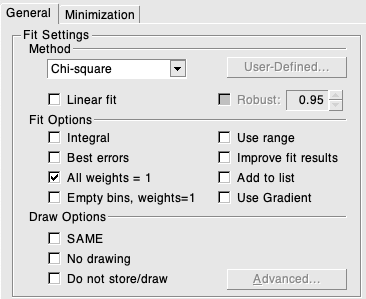 General Minimization
Fit Settings
Method
Chi-square User-Defined...
Linear fit Robust: 0.95
Fit Options
Integral Use range
Best errors Improve fit results
All weights = 1 Add to list
Empty bins, weights=1 Use Gradient
Draw Options
SAME
No drawing
Do not store/draw Advanced...